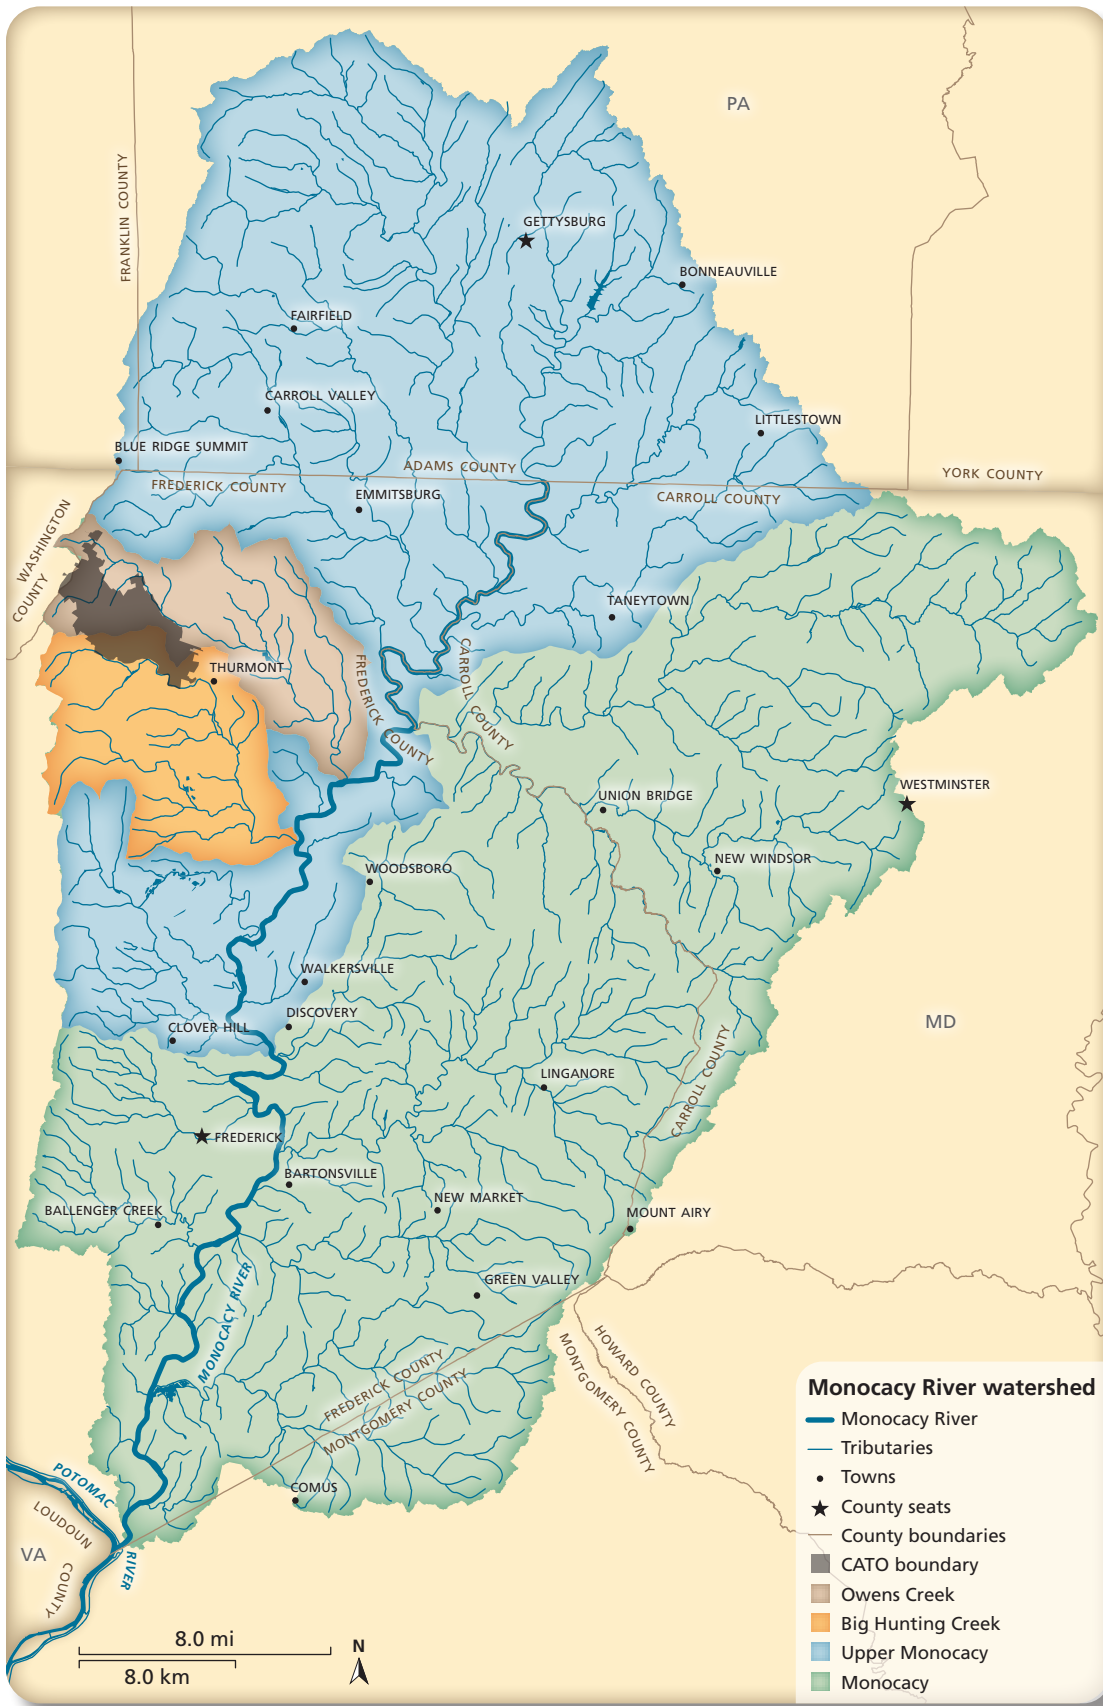 PA
FRANKLIN COUNTY
GETTYSBURG
BONNEAUVILLE
FAIRFIELD
CARROLL VALLEY
LITTLESTOWN
BLUE RIDGE SUMMIT
ADAMS COUNTY
YORK COUNTY
FREDERICK COUNTY
EMMITSBURG
CARROLL COUNTY
WASHINGTON
COUNTY
TANEYTOWN
THURMONT
FREDERICK COUNTY
CARROLL COUNTY
WESTMINSTER
UNION BRIDGE
NEW WINDSOR
WOODSBORO
WALKERSVILLE
DISCOVERY
CLOVER HILL
MD
LINGANORE
CARROLL COUNTY
FREDERICK
BARTONSVILLE
NEW MARKET
BALLENGER CREEK
MOUNT AIRY
GREEN VALLEY
MONOCACY RIVER
FREDERICK COUNTY
MONTGOMERY COUNTY
HOWARD COUNTY
MONTGOMERY COUNTY
COMUS
POTOMAC
RIVER
LOUDOUN
COUNTY
VA
8.0 mi
8.0 km
N
Monocacy River watershed
Monocacy River
Tributaries
Towns
County seats
County boundaries
CATO boundary
Owens Creek
Big Hunting Creek
Upper Monocacy
Monocacy